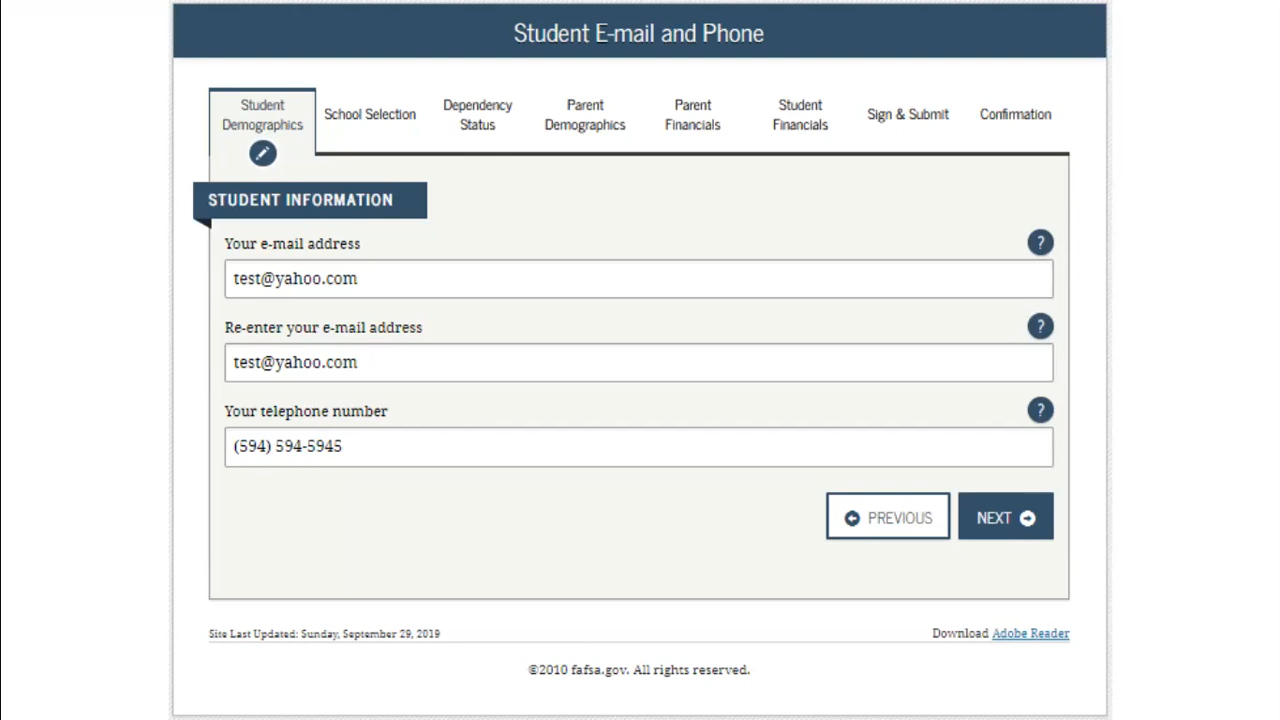 Student E-mail and Phone
Student
Demographics
School Selection
Dependency
Status
Parent
Demographics
Parent
Financials
Student
Financials
Sign & Submit
Confirmation
STUDENT INFORMATION
Your e-mail address
?
test@yahoo.com
Re-enter your e-mail address
?
test@yahoo.com
Your telephone number
?
(594) 594-5945
PREVIOUS
NEXT
Site Last Updated: Sunday, September 29, 2019
Download Adobe Reader
©2010 fafsa.gov. All rights reserved.